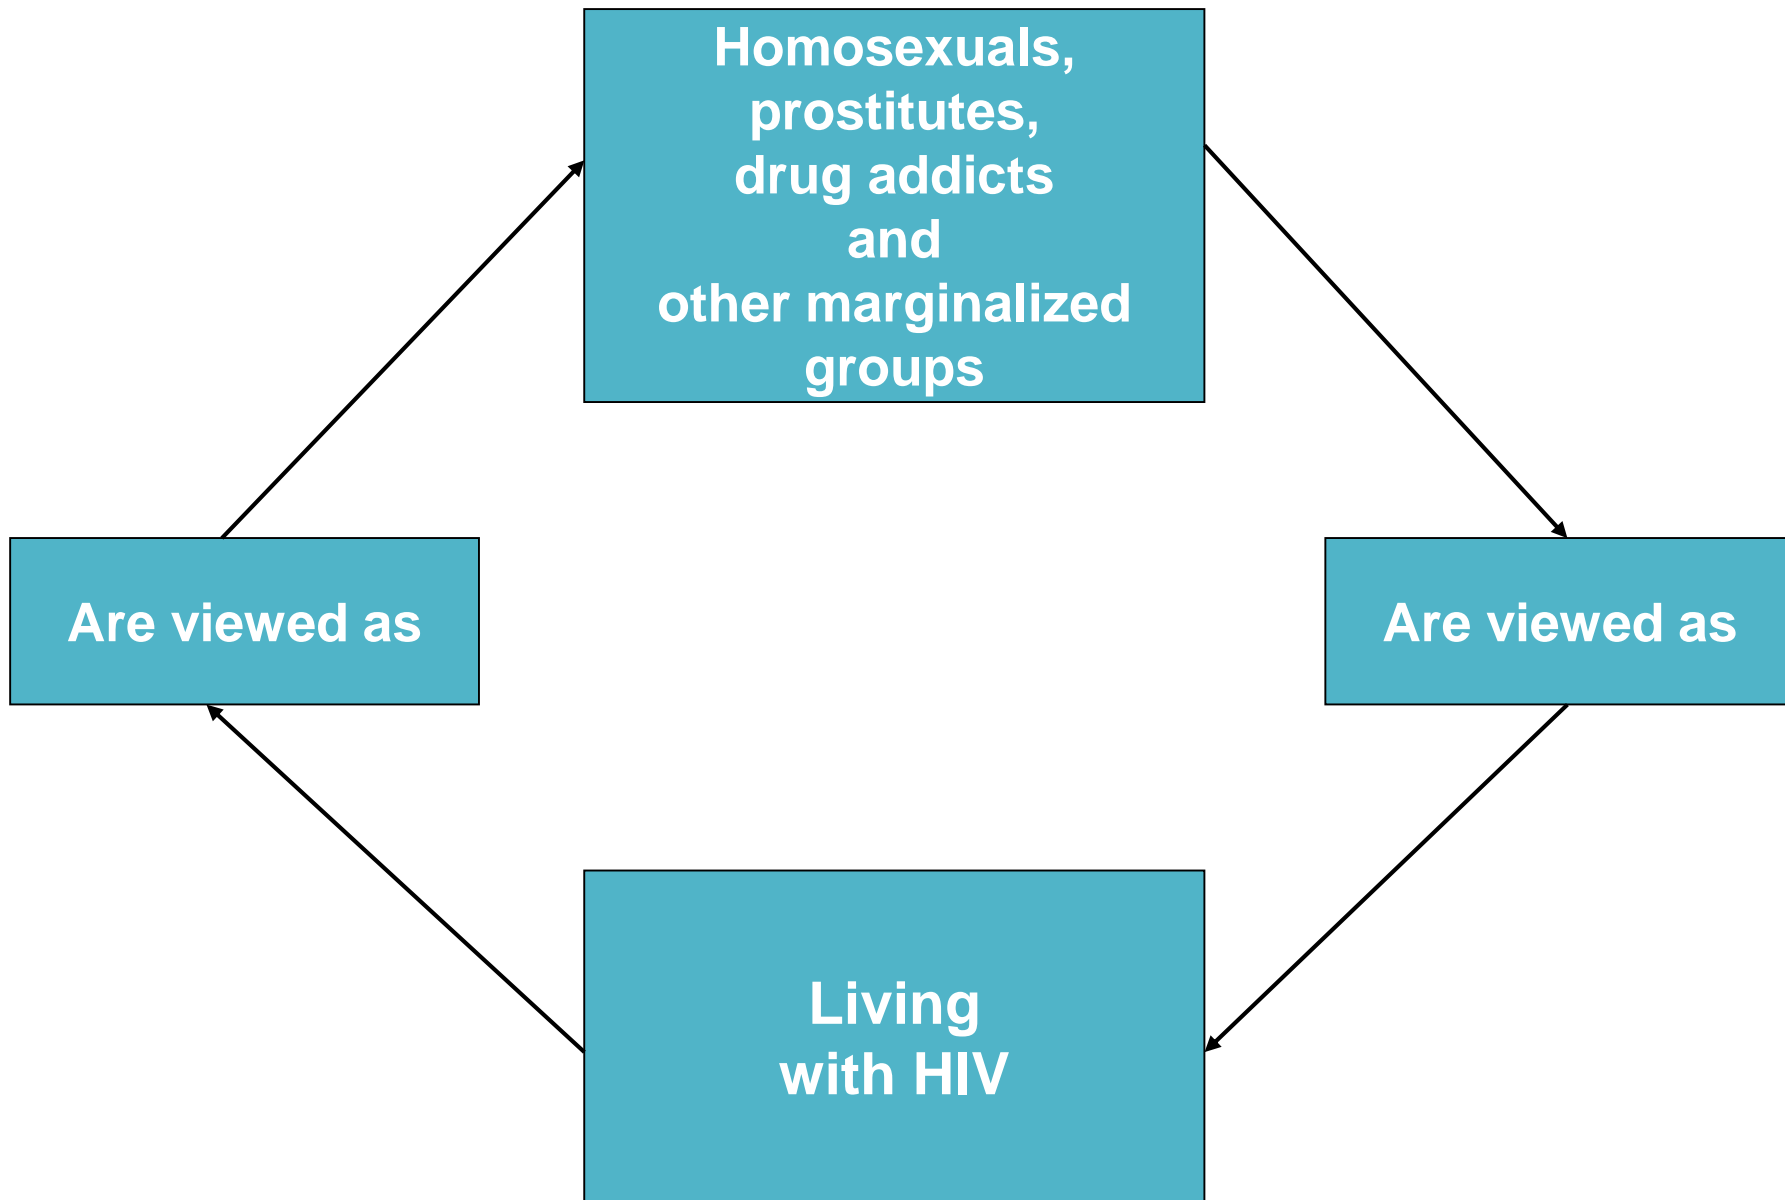 Homosexuals,
prostitutes,
drug addicts
and
other marginalized
groups
Are viewed as
Are viewed as
Living
with HIV